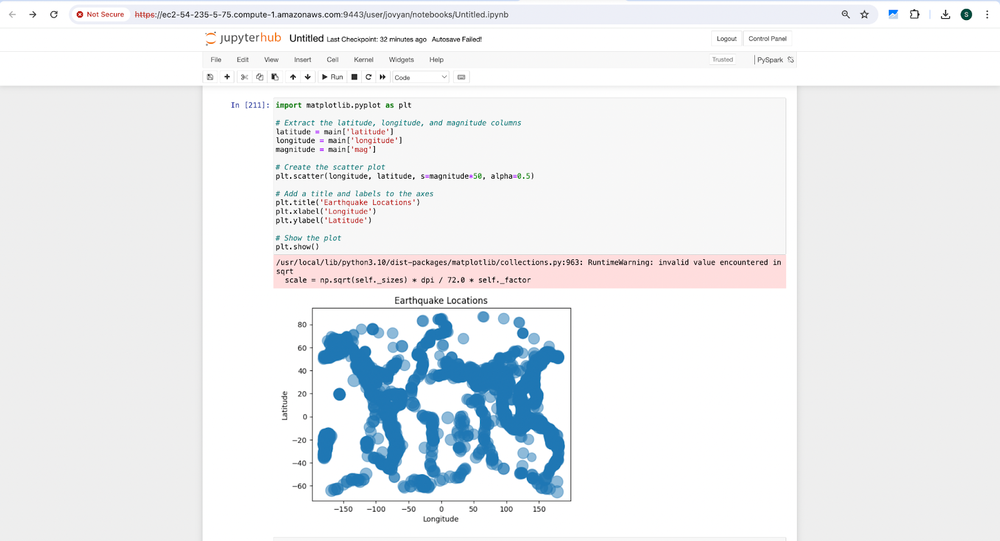 Not Secure https://ec2-54-235-5-75.compute-1.amazonaws.com:9443/user/jovyan/notebooks/Untitled.ipynb S
jupyterhub Untitled Last Checkpoint: 32 minutes ago Autosave Failed! Logout Control Panel
File Edit View Insert Cell Kernel Widgets Help Trusted PySpark
Run Code
In [211]: import matplotlib.pyplot as plt
# Extract the latitude, longitude, and magnitude columns
latitude = main['latitude']
longitude = main['longitude']
magnitude = main['mag']
# Create the scatter plot
plt.scatter(longitude, latitude, s=magnitude*50, alpha=0.5)
# Add a title and labels to the axes
plt.title('Earthquake Locations')
plt.xlabel('Longitude')
plt.ylabel('Latitude')
# Show the plot
plt.show()
/usr/local/lib/python3.10/dist-packages/matplotlib/collections.py:963: RuntimeWarning: invalid value encountered in
sqrt
scale = np.sqrt(self._sizes) * dpi / 72.0 * self._factor
Earthquake Locations
80
60
40
20
0
−20
−40
−60
Latitude
−150 −100 −50 0 50 100 150
Longitude